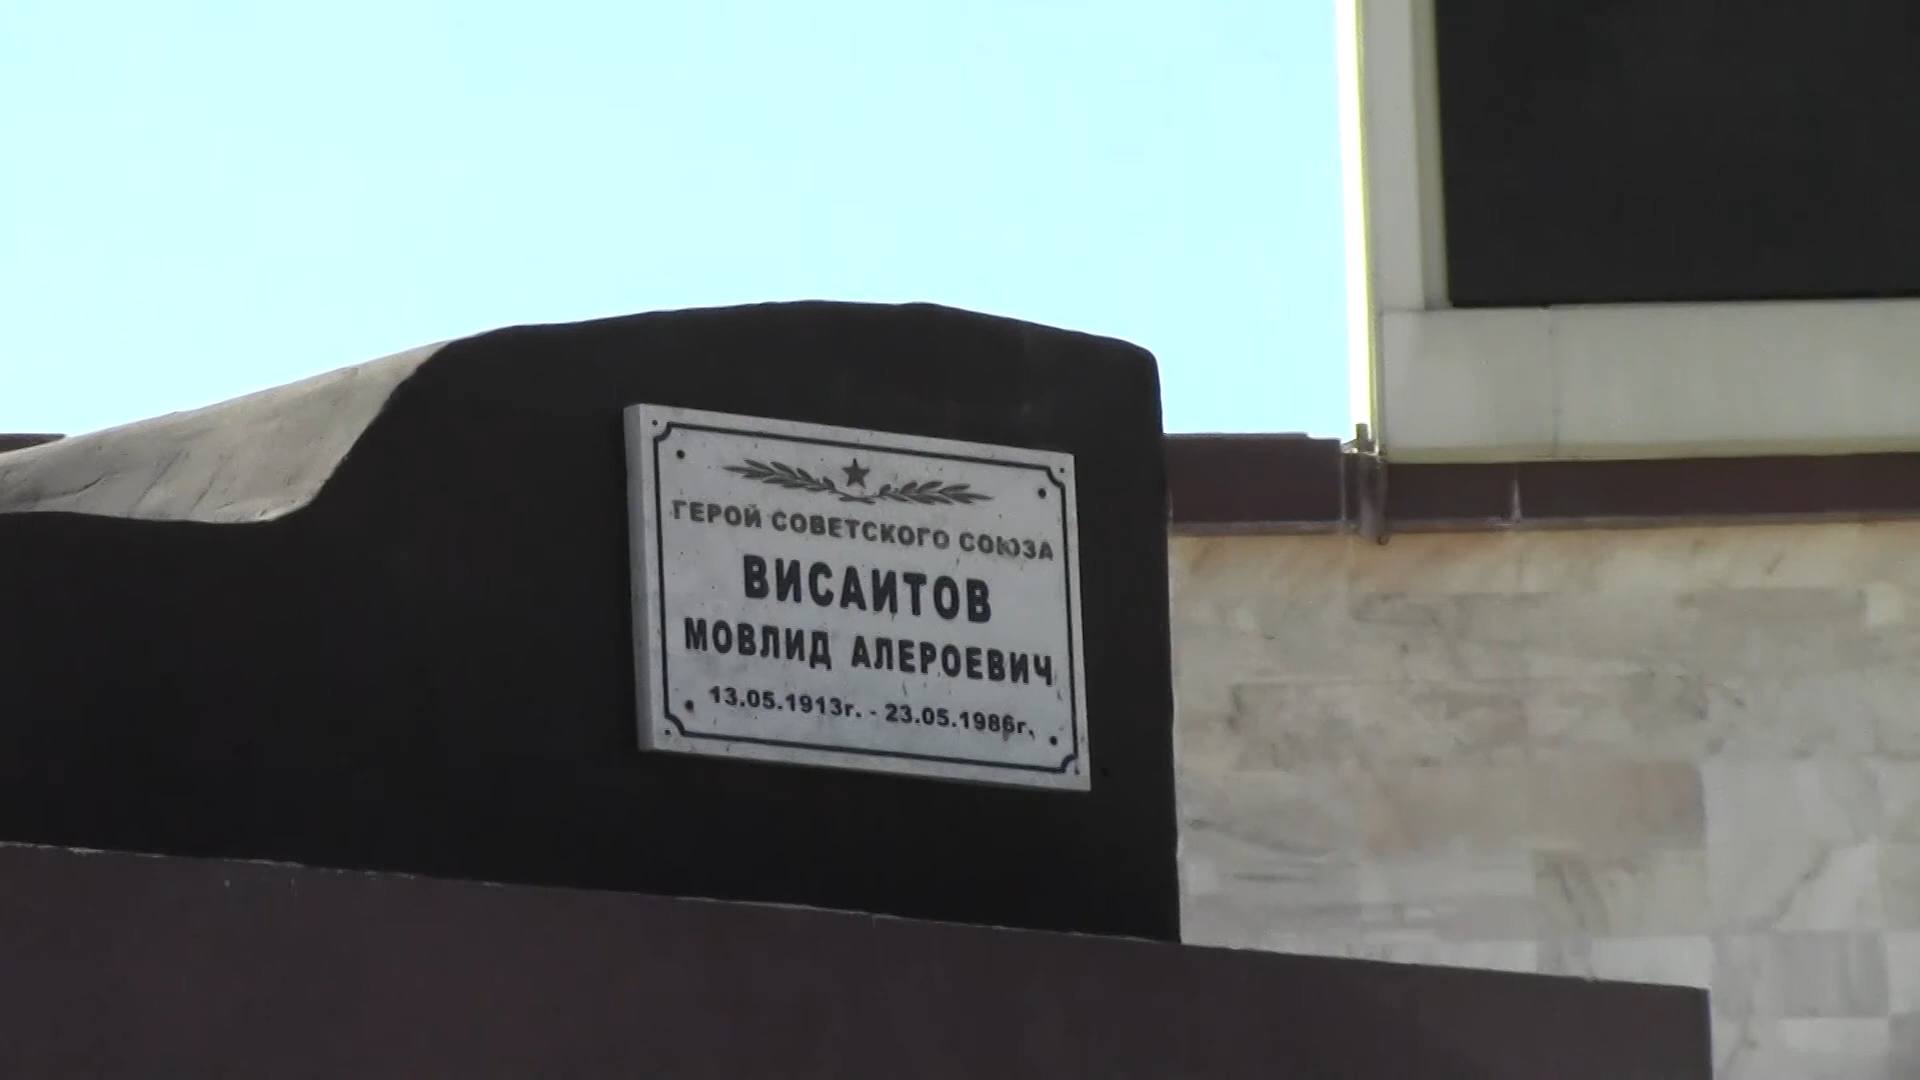 ГЕРОЙ СОВЕТСКОГО СОЮЗА
ВИСАИТОВ
МОВЛИД АЛЕРОЕВИЧ
13.05.1913г. - 23.05.1986г.